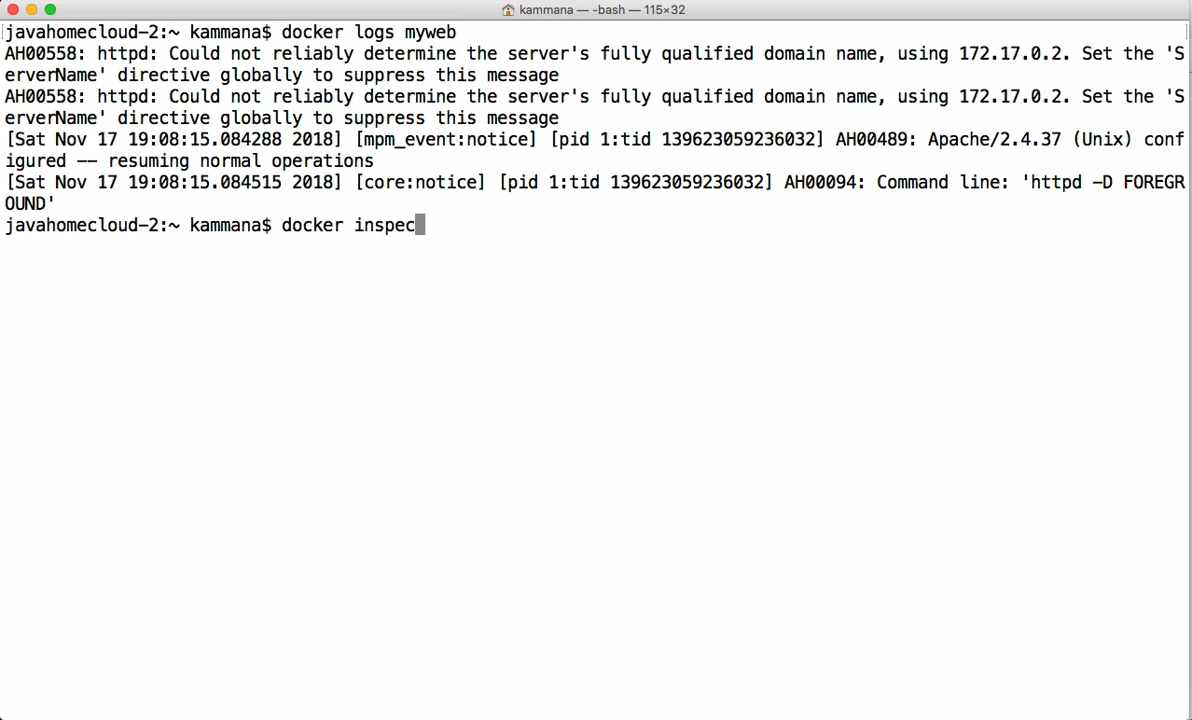 kammana — -bash — 115×32
javahomecloud-2:~ kammana$ docker logs myweb
AH00558: httpd: Could not reliably determine the server's fully qualified domain name, using 172.17.0.2. Set the 'S
erverName' directive globally to suppress this message
AH00558: httpd: Could not reliably determine the server's fully qualified domain name, using 172.17.0.2. Set the 'S
erverName' directive globally to suppress this message
[Sat Nov 17 19:08:15.084288 2018] [mpm_event:notice] [pid 1:tid 139623059236032] AH00489: Apache/2.4.37 (Unix) conf
igured -- resuming normal operations
[Sat Nov 17 19:08:15.084515 2018] [core:notice] [pid 1:tid 139623059236032] AH00094: Command line: 'httpd -D FOREGR
OUND'
javahomecloud-2:~ kammana$ docker inspec